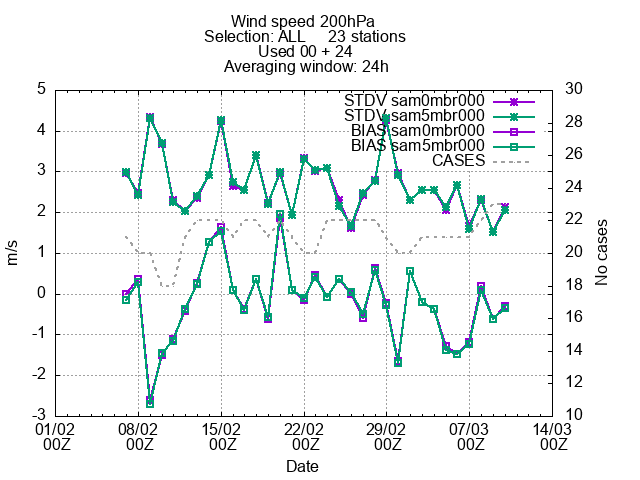 Wind speed 200hPa
Selection: ALL 23 stations
Used 00 + 24
Averaging window: 24h
STDV sam0mbr000
STDV sam5mbr000
BIAS sam0mbr000
BIAS sam5mbr000
CASES
5
4
3
2
1
0
-1
-2
-3
m/s
30
28
26
24
22
20
18
16
14
12
10
No cases
01/02 08/02 15/02 22/02 29/02 07/03 14/03
00Z 00Z 00Z 00Z 00Z 00Z 00Z
Date